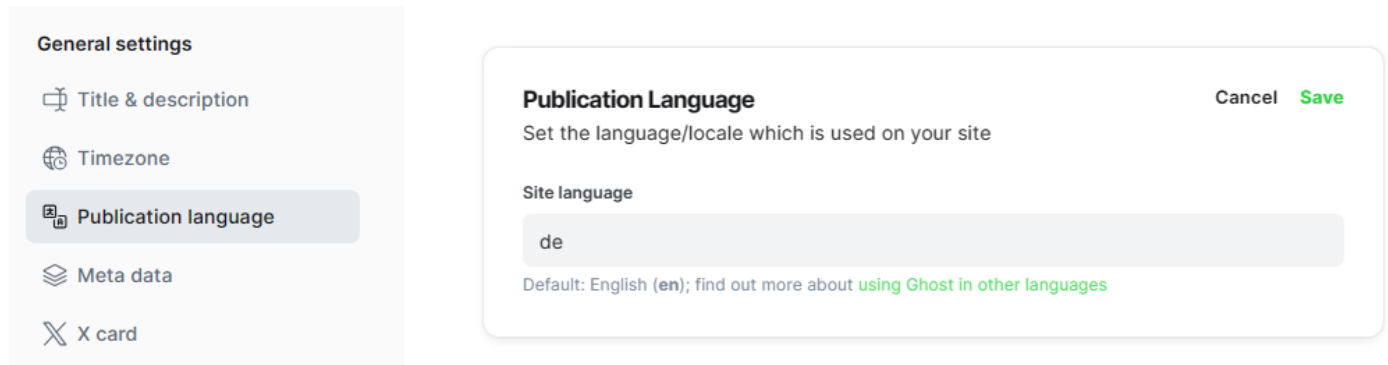 General settings
Title & description
Timezone
Publication language
Meta data
X card
Publication Language
Cancel Save
Set the language/locale which is used on your site
Site language
de
Default: English (en); find out more about using Ghost in other languages